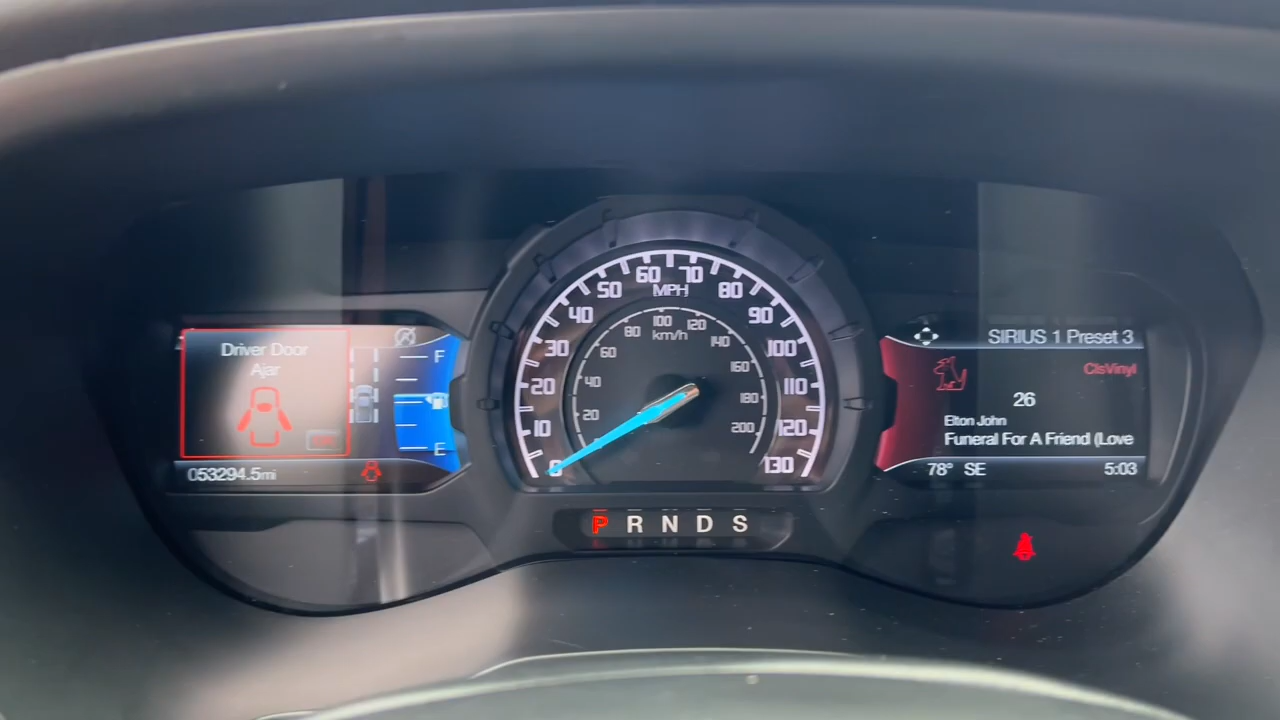 Driver Door
Ajar
F
E
053294.5mi
0
10
20
30
40
50
60
70
80
90
100
110
120
130
MPH
20
40
60
80
100
120
140
160
180
200
km/h
P R N D S
SIRIUS 1 Preset 3
ClsVinyl
26
Elton John
Funeral For A Friend (Love
78° SE
5:03